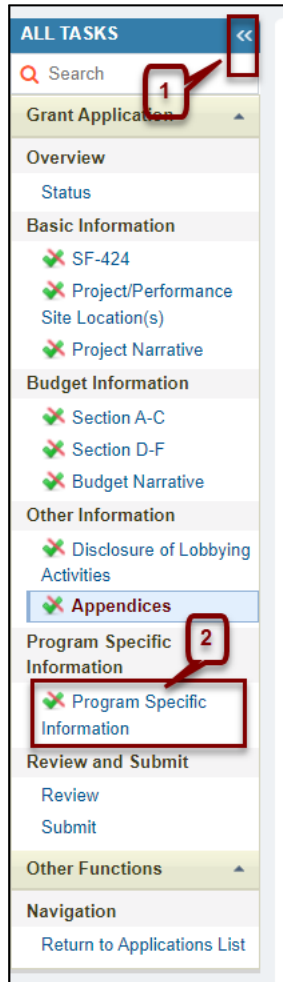 ALL TASKS «
Search
1
Grant Application
Overview
Status
Basic Information
SF-424
Project/Performance
Site Location(s)
Project Narrative
Budget Information
Section A-C
Section D-F
Budget Narrative
Other Information
Disclosure of Lobbying
Activities
Appendices
Program Specific
Information
2
Program Specific
Information
Review and Submit
Review
Submit
Other Functions
Navigation
Return to Applications List